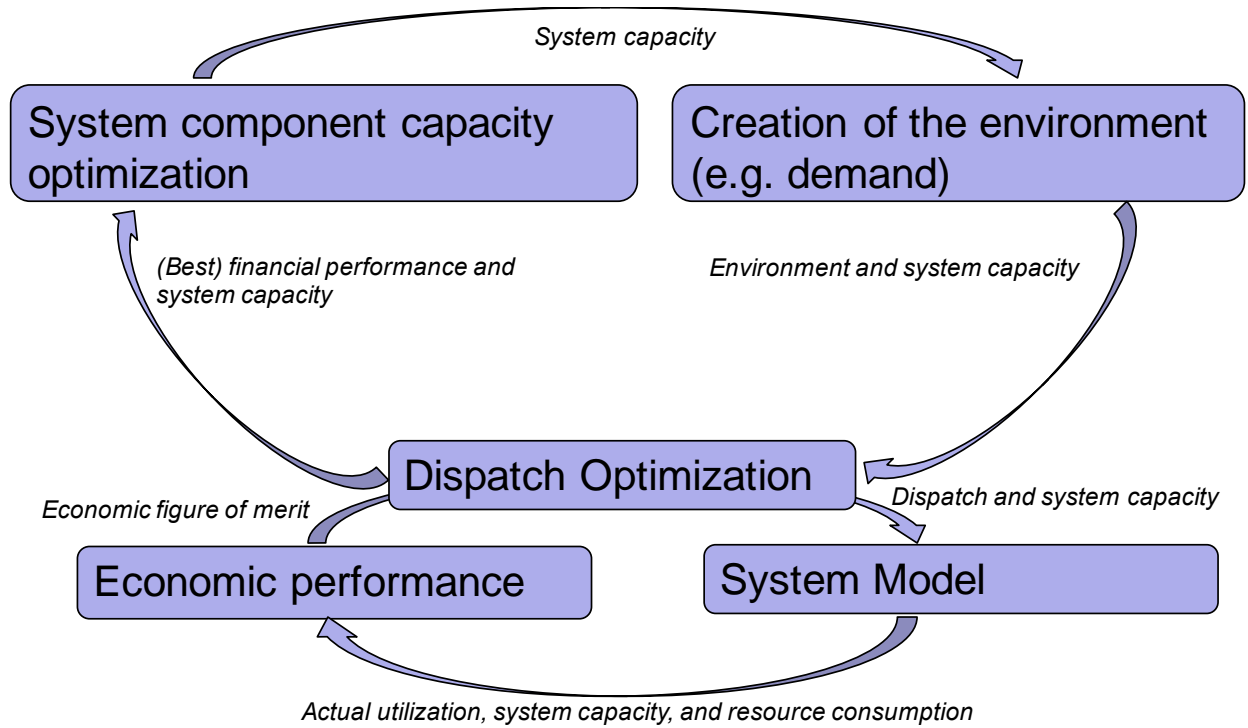 System capacity
System component capacity
optimization
Creation of the environment
(e.g. demand)
(Best) financial performance and
system capacity
Environment and system capacity
Dispatch Optimization
Economic figure of merit
Dispatch and system capacity
Economic performance
System Model
Actual utilization, system capacity, and resource consumption